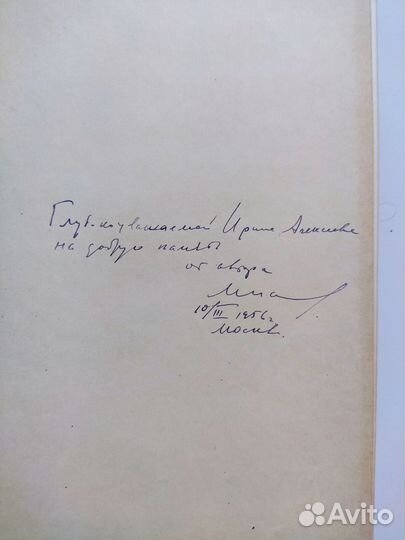 Глубокоуважаемой Ирине Алексеевне
на добрую память
от автора
10/III 1956 г.
Москва.
Avito